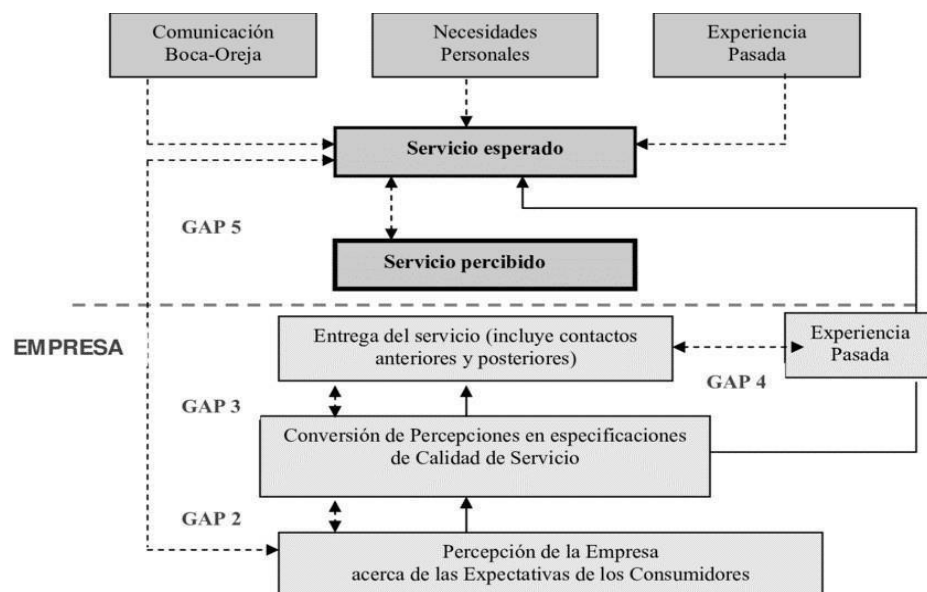 Comunicación
Boca-Oreja
Necesidades
Personales
Experiencia
Pasada
Servicio esperado
GAP 5
Servicio percibido
EMPRESA
Entrega del servicio (incluye contactos
anteriores y posteriores)
Experiencia
Pasada
GAP 4
GAP 3
Conversión de Percepciones en especificaciones
de Calidad de Servicio
GAP 2
Percepción de la Empresa
acerca de las Expectativas de los Consumidores